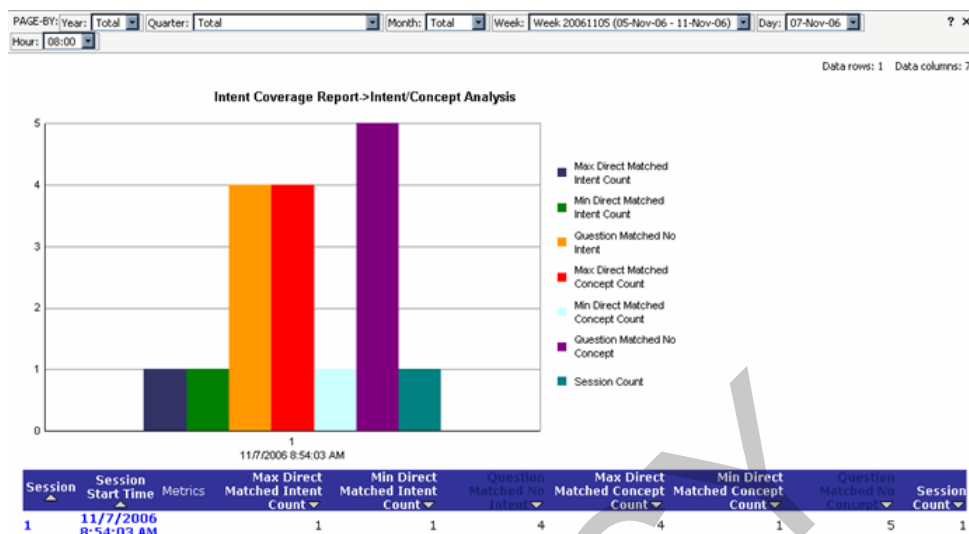 PAGE-BY: Year: Total Quarter: Total Month: Total Week: Week 20061105 (05-Nov-06 - 11-Nov-06) Day: 07-Nov-06 ? ×
Hour: 08:00
Data rows: 1 Data columns: 7
Intent Coverage Report->Intent/Concept Analysis
5
4
3
2
1
0
1
11/7/2006 8:54:03 AM
Max Direct Matched
Intent Count
Min Direct Matched
Intent Count
Question Matched No
Intent
Max Direct Matched
Concept Count
Min Direct Matched
Concept Count
Question Matched No
Concept
Session Count
Session Session Start Time Metrics Max Direct Matched Intent Count Min Direct Matched Intent Count Question Matched No Intent Max Direct Matched Concept Count Min Direct Matched Concept Count Question Matched No Concept Session Count
1 11/7/2006 8:54:03 AM 1 1 4 4 1 5 1